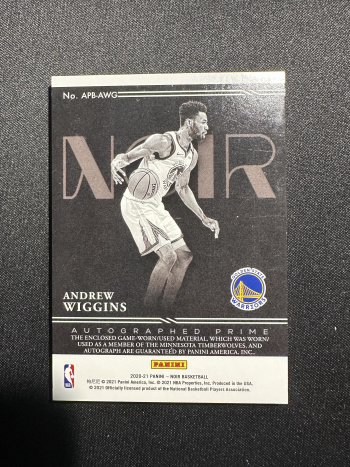 No. APB-AWG
NOIR
GOLDEN STATE
WARRIORS
ANDREW
WIGGINS
AUTOGRAPHED PRIME
THE ENCLOSED GAME-WORN/USED MATERIAL, WHICH WAS WORN/
USED AS A MEMBER OF THE MINNESOTA TIMBERWOLVES, AND
AUTOGRAPH ARE GUARANTEED BY PANINI AMERICA, INC..
PANINI
2020-21 PANINI – NOIR BASKETBALL
© 2021 Panini America, Inc. © 2021 NBA Properties, Inc. Produced in the USA.
© 2021 Officially licensed product of the National Basketball Players Association.